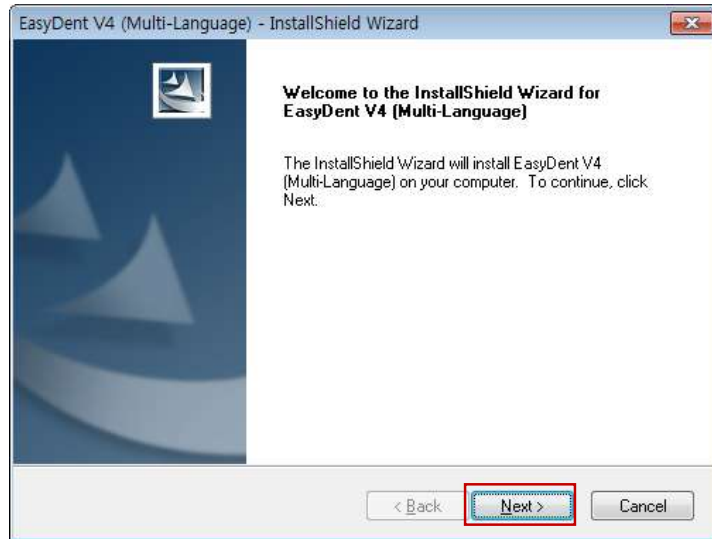 EasyDent V4 (Multi-Language) - InstallShield Wizard
Welcome to the InstallShield Wizard for
EasyDent V4 (Multi-Language)
The InstallShield Wizard will install EasyDent V4
(Multi-Language) on your computer. To continue, click
Next.
< Back Next > Cancel